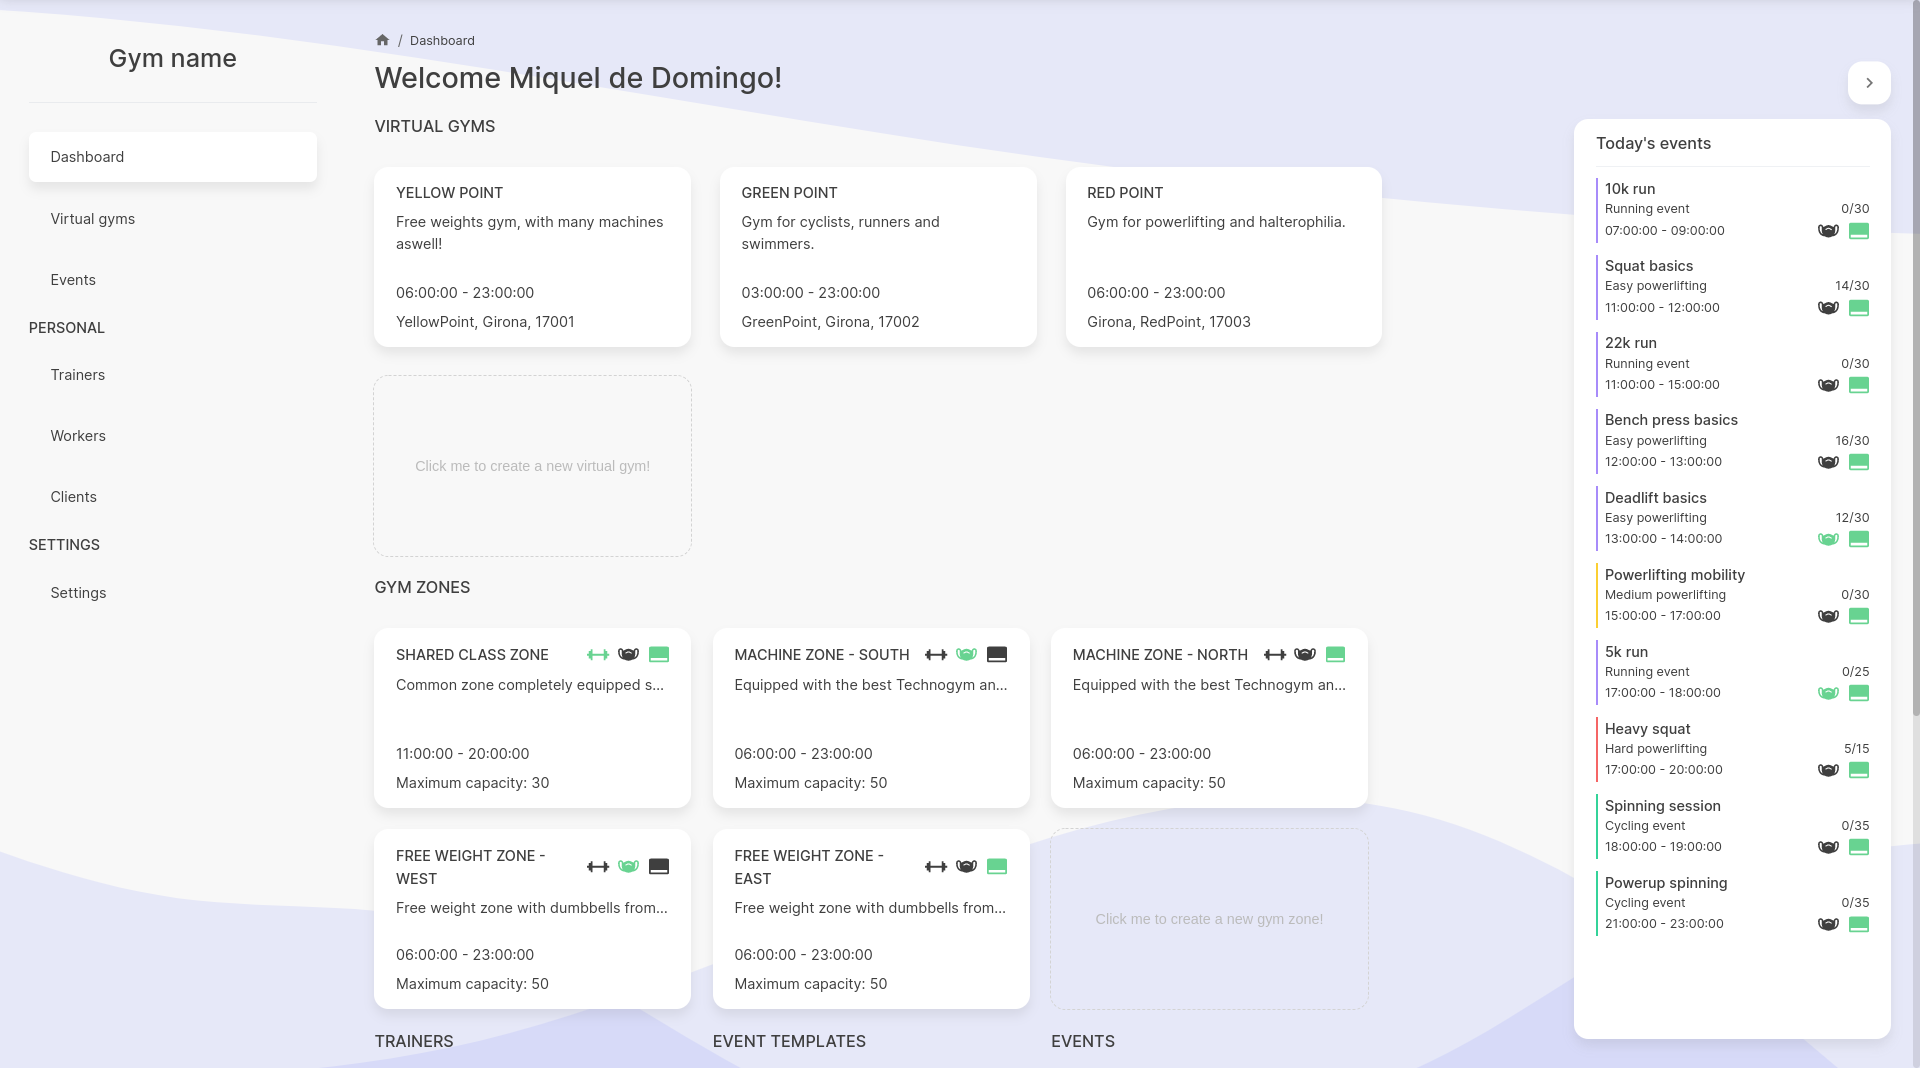 Gym name
Dashboard
Virtual gyms
Events
PERSONAL
Trainers
Workers
Clients
SETTINGS
Settings
/ Dashboard
Welcome Miquel de Domingo!
VIRTUAL GYMS
YELLOW POINT
Free weights gym, with many machines
aswell!
06:00:00 - 23:00:00
YellowPoint, Girona, 17001
GREEN POINT
Gym for cyclists, runners and
swimmers.
03:00:00 - 23:00:00
GreenPoint, Girona, 17002
RED POINT
Gym for powerlifting and halterophilia.
06:00:00 - 23:00:00
Girona, RedPoint, 17003
Click me to create a new virtual gym!
GYM ZONES
SHARED CLASS ZONE
Common zone completely equipped s...
11:00:00 - 20:00:00
Maximum capacity: 30
MACHINE ZONE - SOUTH
Equipped with the best Technogym an...
06:00:00 - 23:00:00
Maximum capacity: 50
MACHINE ZONE - NORTH
Equipped with the best Technogym an...
06:00:00 - 23:00:00
Maximum capacity: 50
FREE WEIGHT ZONE -
WEST
Free weight zone with dumbbells from...
06:00:00 - 23:00:00
Maximum capacity: 50
FREE WEIGHT ZONE -
EAST
Free weight zone with dumbbells from...
06:00:00 - 23:00:00
Maximum capacity: 50
Click me to create a new gym zone!
TRAINERS
EVENT TEMPLATES
EVENTS
Today's events
10k run
Running event 0/30
07:00:00 - 09:00:00
Squat basics
Easy powerlifting 14/30
11:00:00 - 12:00:00
22k run
Running event 0/30
11:00:00 - 15:00:00
Bench press basics
Easy powerlifting 16/30
12:00:00 - 13:00:00
Deadlift basics
Easy powerlifting 12/30
13:00:00 - 14:00:00
Powerlifting mobility
Medium powerlifting 0/30
15:00:00 - 17:00:00
5k run
Running event 0/25
17:00:00 - 18:00:00
Heavy squat
Hard powerlifting 5/15
17:00:00 - 20:00:00
Spinning session
Cycling event 0/35
18:00:00 - 19:00:00
Powerup spinning
Cycling event 0/35
21:00:00 - 23:00:00